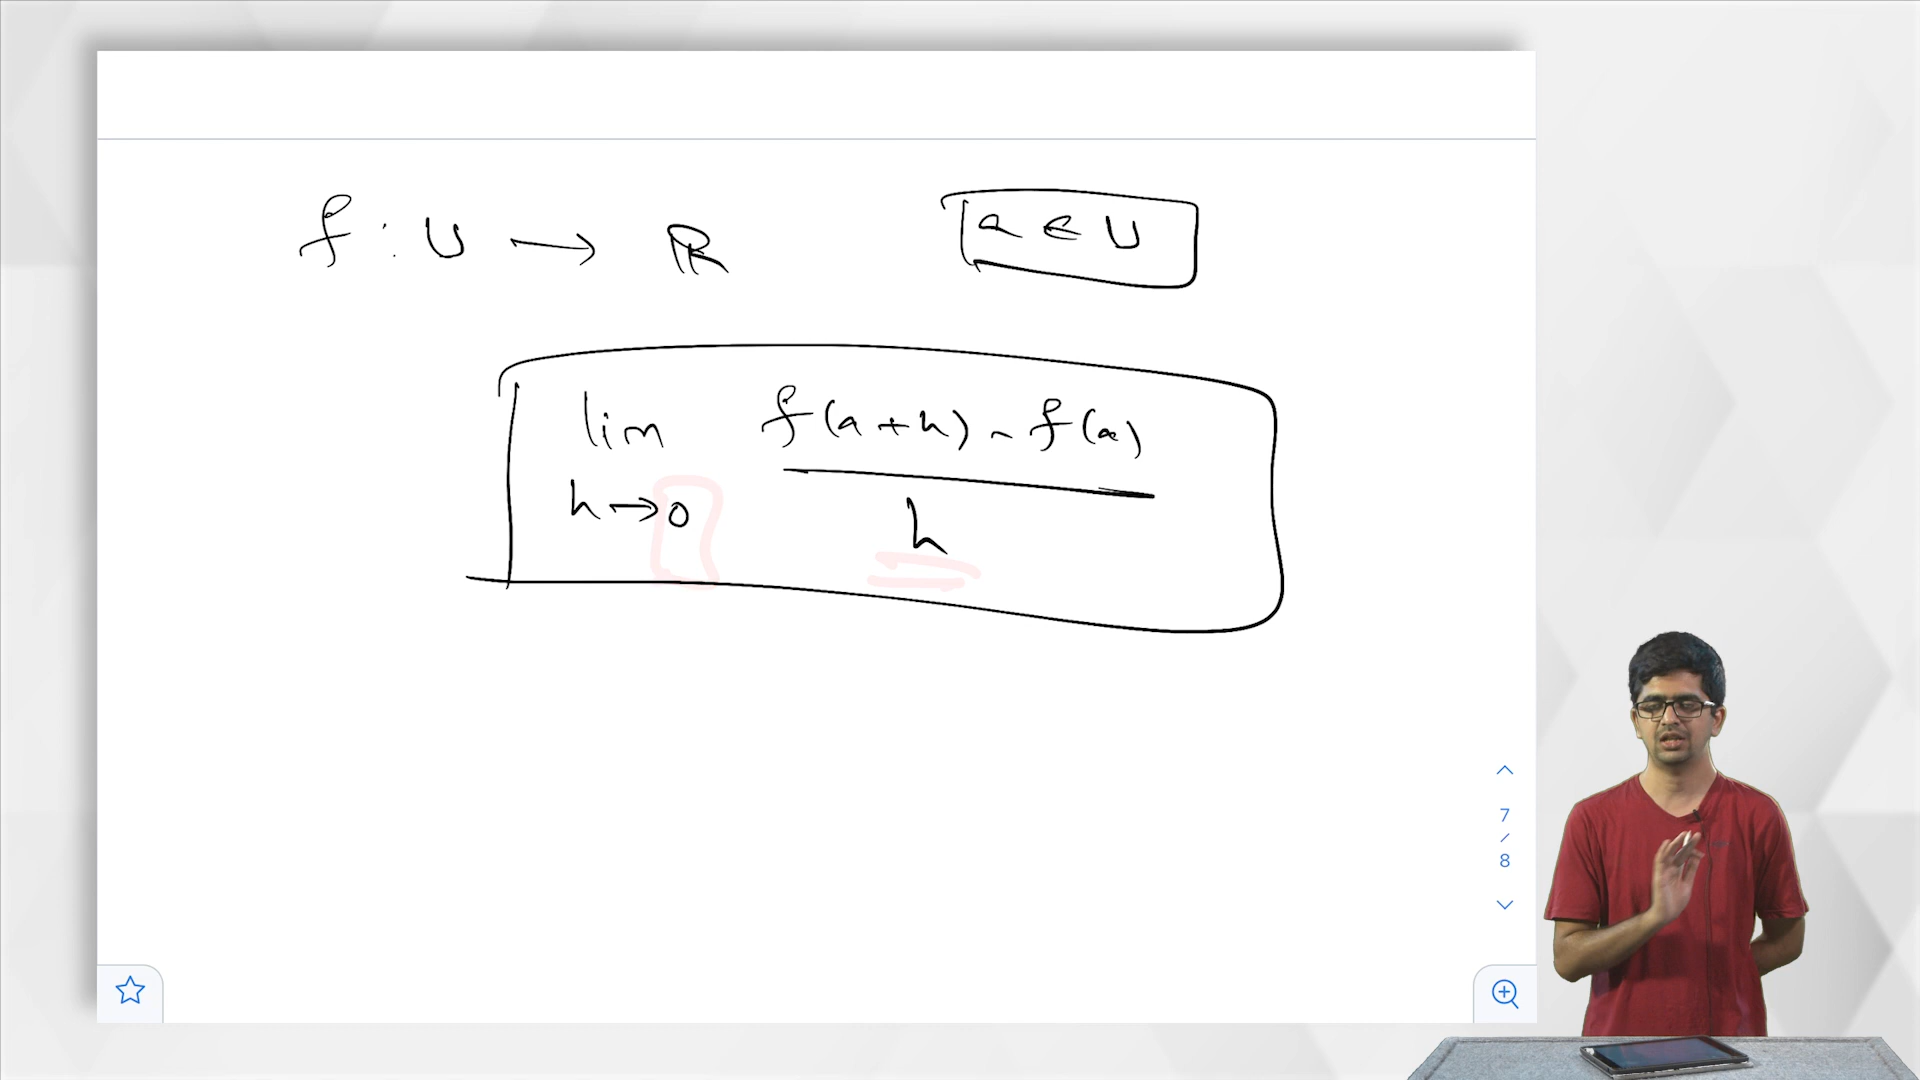 f : U → ℝ
a ∈ U
lim f(a+h) - f(a)
h→0 h
7
/
8